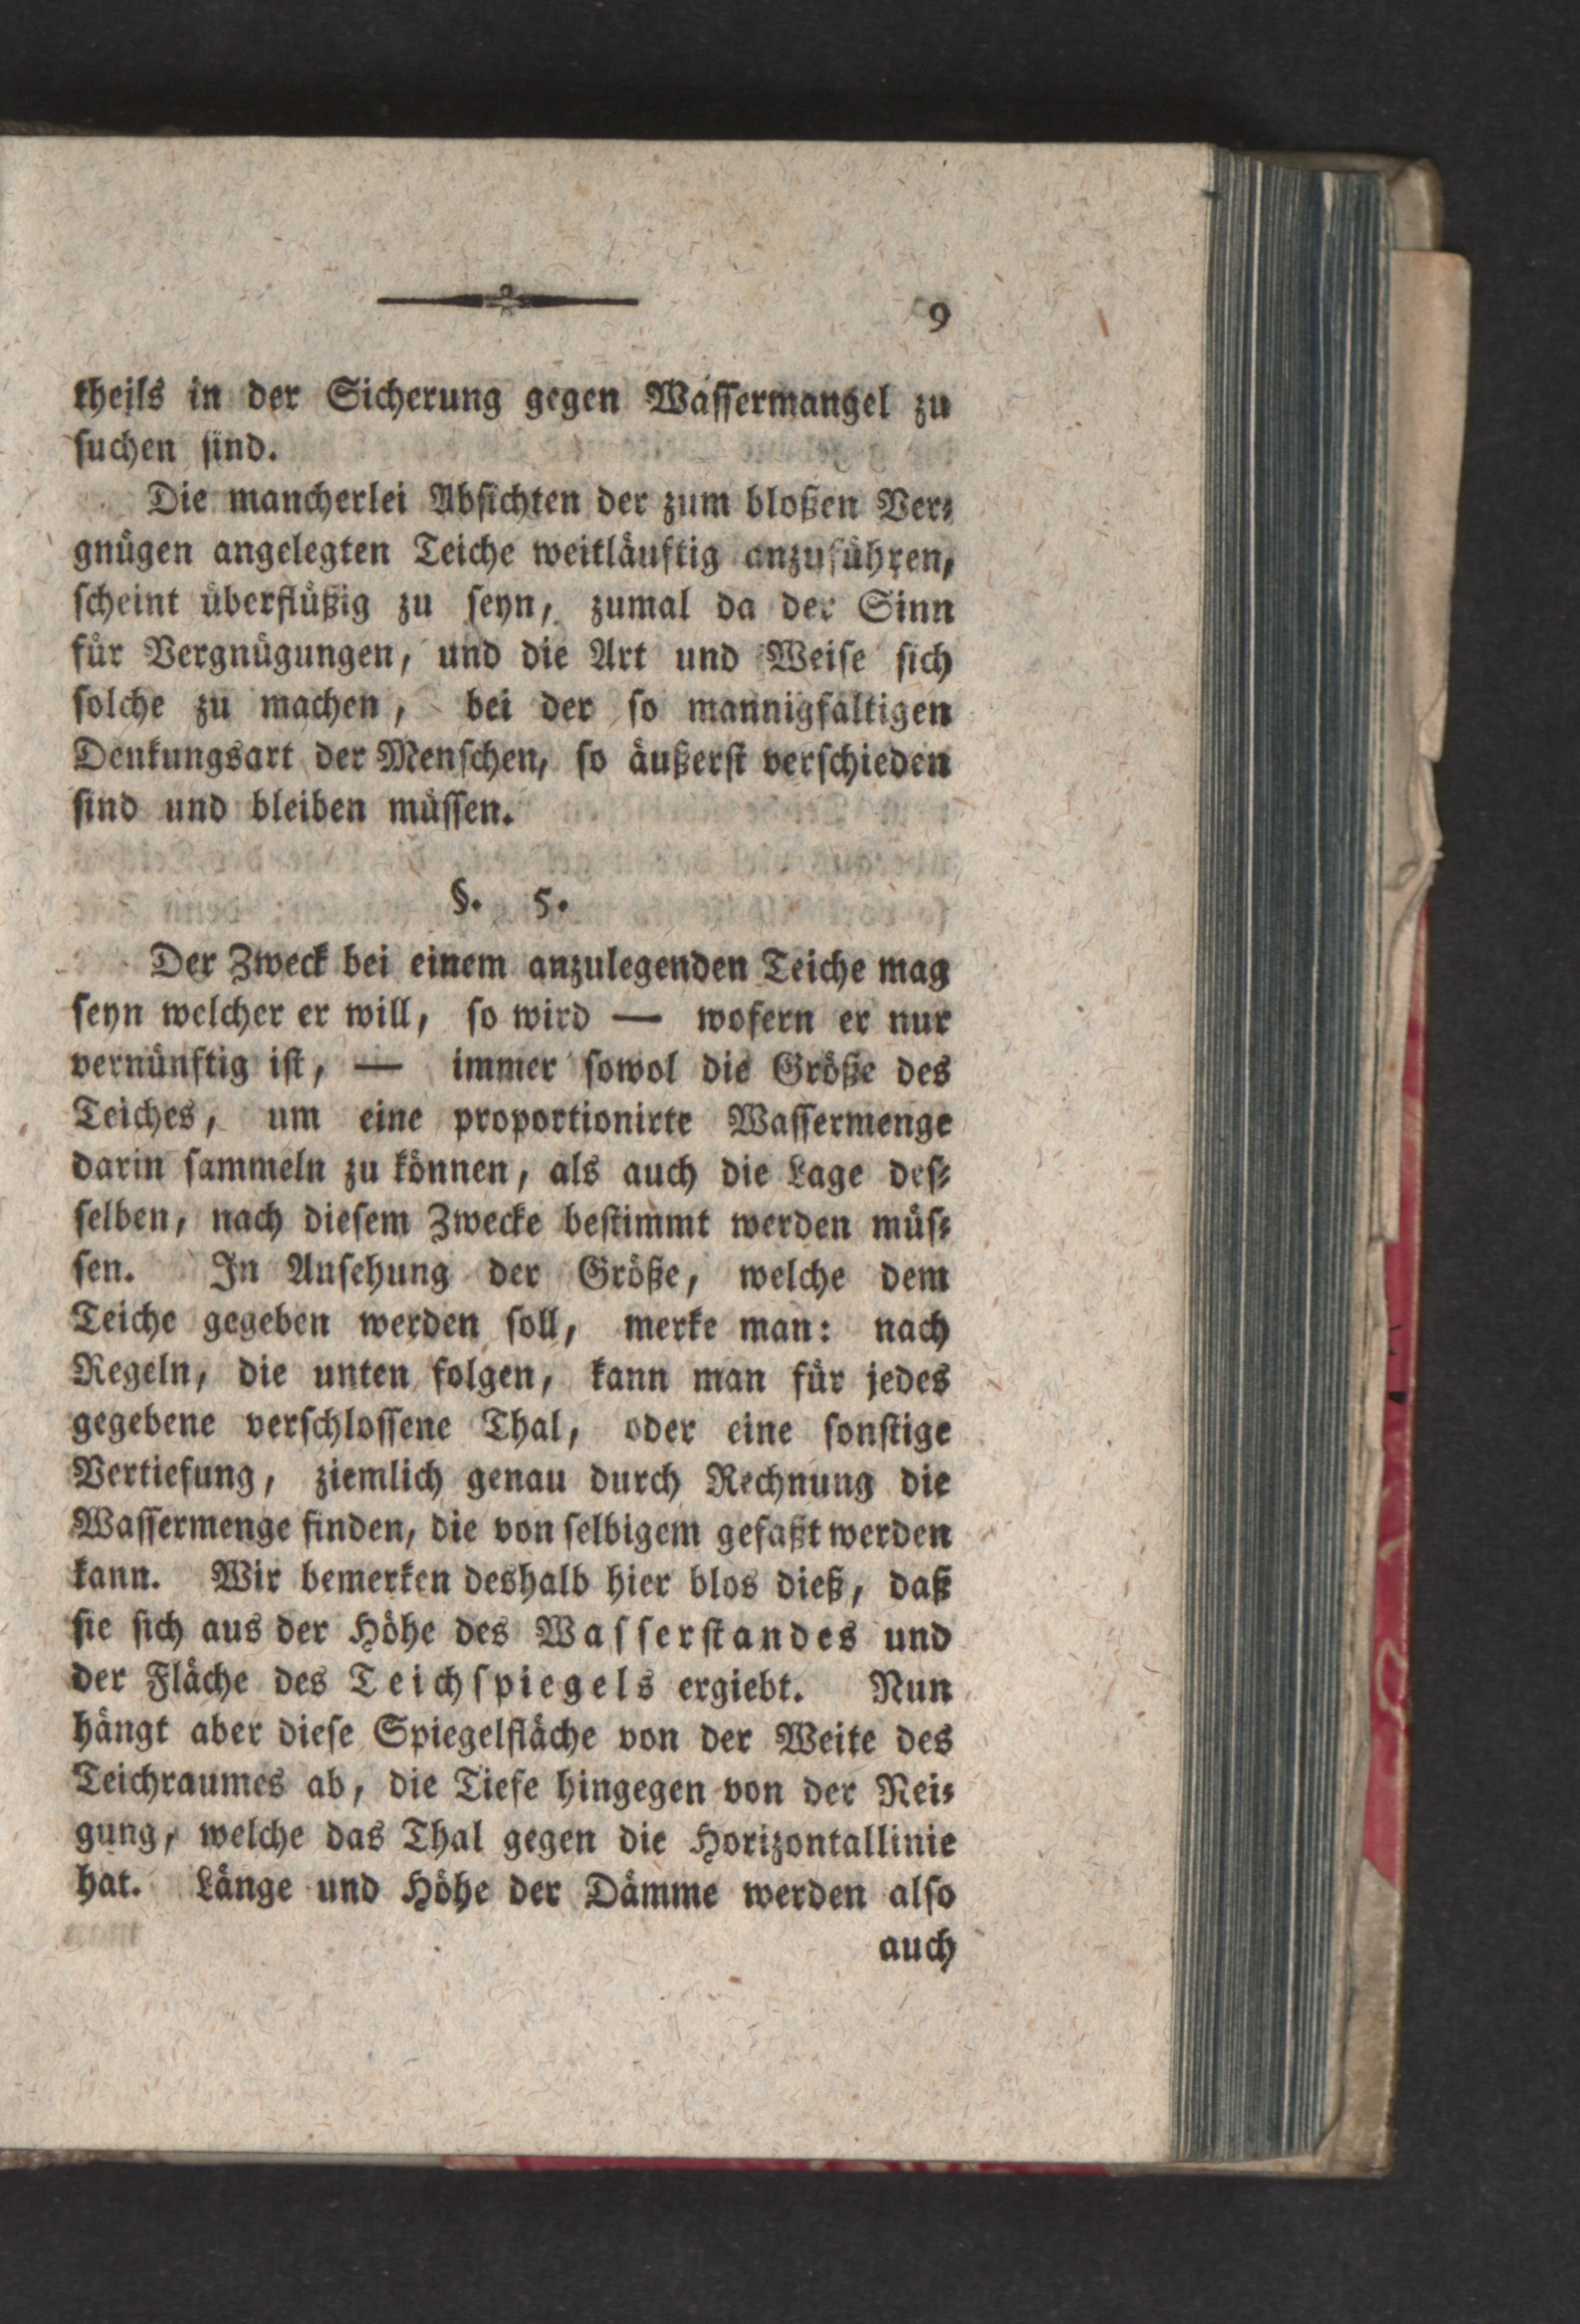 9
theils in der Sicherung gegen Wassermangel zu
suchen sind.
Die mancherlei Absichten der zum bloßen Ver⸗
gnügen angelegten Teiche weitläuftig anzuführen,
scheint überflüßig zu seyn, zumal da der Sinn
für Vergnügungen, und die Art und Weise sich
solche zu machen, bei der so mannigfaltigen
Denkungsart der Menschen, so äußerst verschieden
sind und bleiben müssen.
§. 5.
Der Zweck bei einem anzulegenden Teiche mag
seyn welcher er will, so wird — wofern er nur
vernünftig ist, — immer sowol die Größe des
Teiches, um eine proportionirte Wassermenge
darin sammeln zu können, als auch die Lage des⸗
selben, nach diesem Zwecke bestimmt werden müs⸗
sen. In Ansehung der Größe, welche dem
Teiche gegeben werden soll, merke man: nach
Regeln, die unten folgen, kann man für jedes
gegebene verschlossene Thal, oder eine sonstige
Vertiefung, ziemlich genau durch Rechnung die
Wassermenge finden, die von selbigem gefaßt werden
kann. Wir bemerken deshalb hier blos dieß, daß
sie sich aus der Höhe des Wasserstandes und
der Fläche des Teichspiegels ergiebt. Nun
hängt aber diese Spiegelfläche von der Weite des
Teichraumes ab, die Tiefe hingegen von der Nei⸗
gung, welche das Thal gegen die Horizontallinie
hat. Länge und Höhe der Dämme werden also
auch